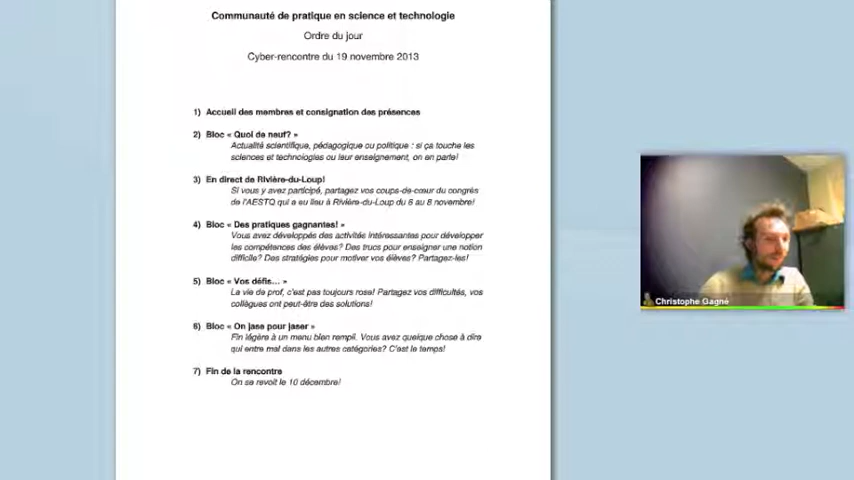 Communauté de pratique en science et technologie
Ordre du jour
Cyber-rencontre du 19 novembre 2013
1) Accueil des membres et consignation des présences
2) Bloc « Quoi de neuf? »
Actualité scientifique, pédagogique ou politique : si ça touche les
sciences et technologies ou leur enseignement, on en parle!
3) En direct de Rivière-du-Loup!
Si vous y avez participé, partagez vos coups-de-cœur du congrès
de l'AESTQ qui a eu lieu à Rivière-du-Loup du 6 au 8 novembre!
4) Bloc « Des pratiques gagnantes! »
Vous avez développés des activités intéressantes pour développer
les compétences des élèves? Des trucs pour enseigner une notion
difficile? Des stratégies pour motiver vos élèves? Partagez-les!
5) Bloc « Vos défis... »
La vie de prof, c'est pas toujours rose! Partagez vos difficultés, vos
collègues ont peut-être des solutions!
6) Bloc « On jase pour jaser »
Fin légère à un menu bien rempli. Vous avez quelque chose à dire
qui entre mal dans les autres catégories? C'est le temps!
7) Fin de la rencontre
On se revoit le 10 décembre!
Christophe Gagné